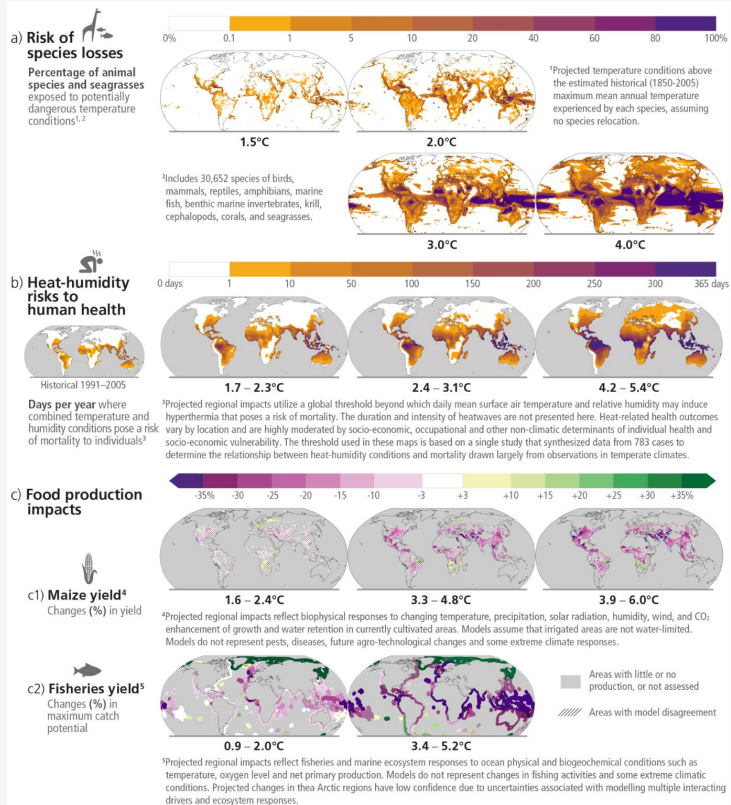 0% 0.1 1 5 10 20 40 60 80 100%
a) Risk of
species losses
Percentage of animal
species and seagrasses
exposed to potentially
dangerous temperature
conditions1, 2
1.5°C
2.0°C
1Projected temperature conditions above
the estimated historical (1850-2005)
maximum mean annual temperature
experienced by each species, assuming
no species relocation.
2Includes 30,652 species of birds,
mammals, reptiles, amphibians, marine
fish, benthic marine invertebrates, krill,
cephalopods, corals, and seagrasses.
3.0°C
4.0°C
b) Heat-humidity
risks to
human health
0 days 1 10 50 100 150 200 250 300 365 days
Historical 1991–2005
1.7 – 2.3°C
2.4 – 3.1°C
4.2 – 5.4°C
Days per year where
combined temperature and
humidity conditions pose a risk
of mortality to individuals3
3Projected regional impacts utilize a global threshold beyond which daily mean surface air temperature and relative humidity may induce
hyperthermia that poses a risk of mortality. The duration and intensity of heatwaves are not presented here. Heat-related health outcomes
vary by location and are highly moderated by socio-economic, occupational and other non-climatic determinants of individual health and
socio-economic vulnerability. The threshold used in these maps is based on a single study that synthesized data from 783 cases to
determine the relationship between heat-humidity conditions and mortality drawn largely from observations in temperate climates.
c) Food production
impacts
-35% -30 -25 -20 -15 -10 -3 +3 +10 +15 +20 +25 +30 +35%
c1) Maize yield4
Changes (%) in yield
1.6 – 2.4°C
3.3 – 4.8°C
3.9 – 6.0°C
4Projected regional impacts reflect biophysical responses to changing temperature, precipitation, solar radiation, humidity, wind, and CO2
enhancement of growth and water retention in currently cultivated areas. Models assume that irrigated areas are not water-limited.
Models do not represent pests, diseases, future agro-technological changes and some extreme climate responses.
c2) Fisheries yield5
Changes (%) in
maximum catch
potential
0.9 – 2.0°C
3.4 – 5.2°C
Areas with little or no
production, or not assessed
Areas with model disagreement
5Projected regional impacts reflect fisheries and marine ecosystem responses to ocean physical and biogeochemical conditions such as
temperature, oxygen level and net primary production. Models do not represent changes in fishing activities and some extreme climatic
conditions. Projected changes in thea Arctic regions have low confidence due to uncertainties associated with modelling multiple interacting
drivers and ecosystem responses.